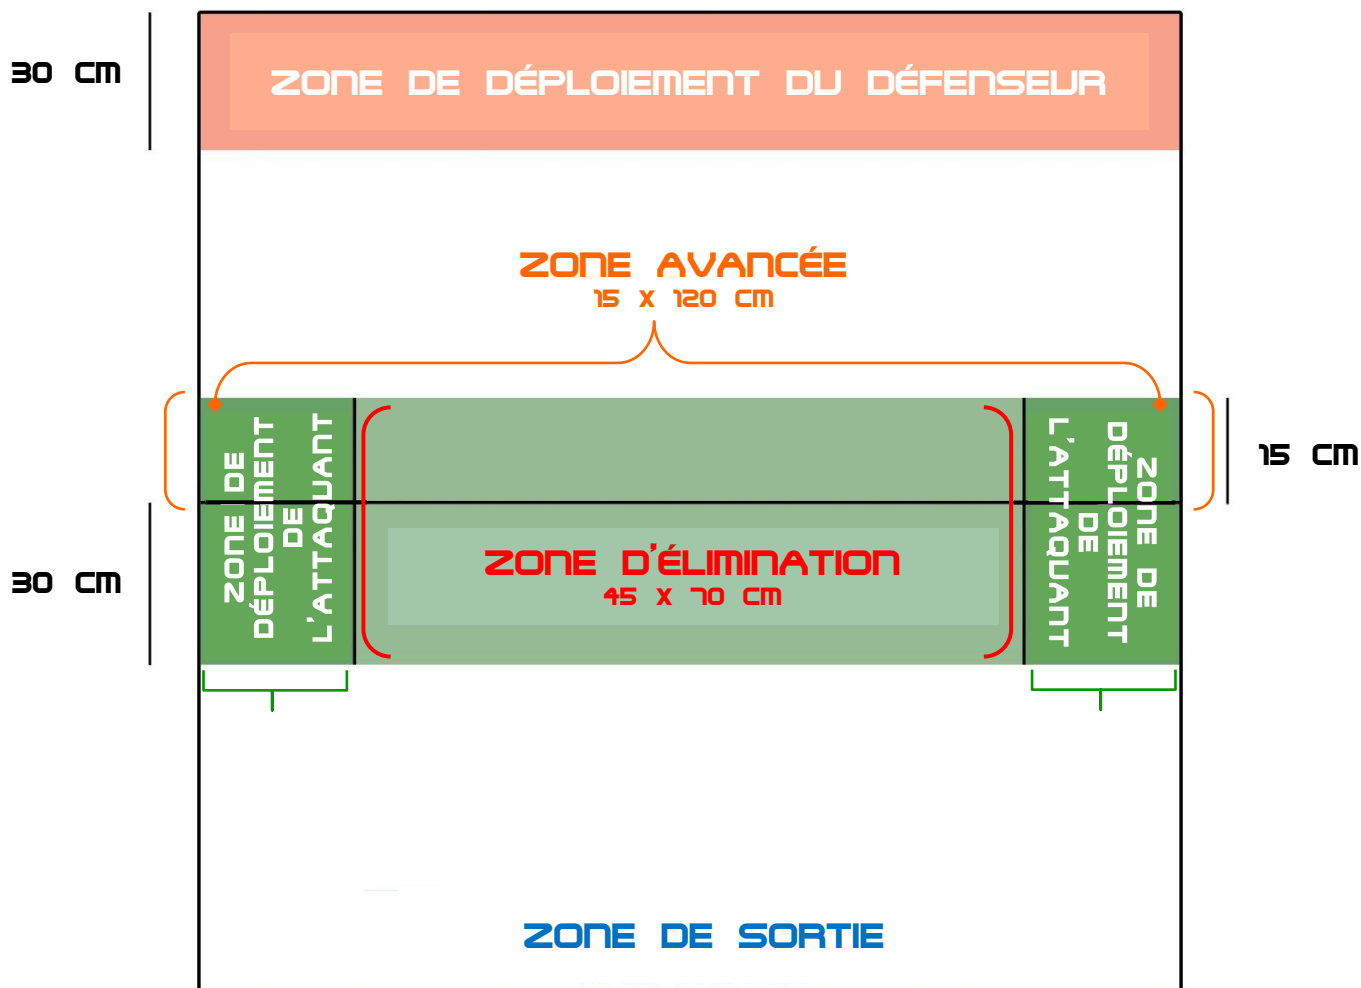 30 CM
ZONE DE DÉPLOIEMENT DU DÉFENSEUR
ZONE AVANCÉE
15 X 120 CM
ZONE DE
DÉPLOIEMENT
DE
L'ATTAQUANT
ZONE DE
DÉPLOIEMENT
DE
L'ATTAQUANT
15 CM
30 CM
ZONE D'ÉLIMINATION
45 X 70 CM
ZONE DE SORTIE